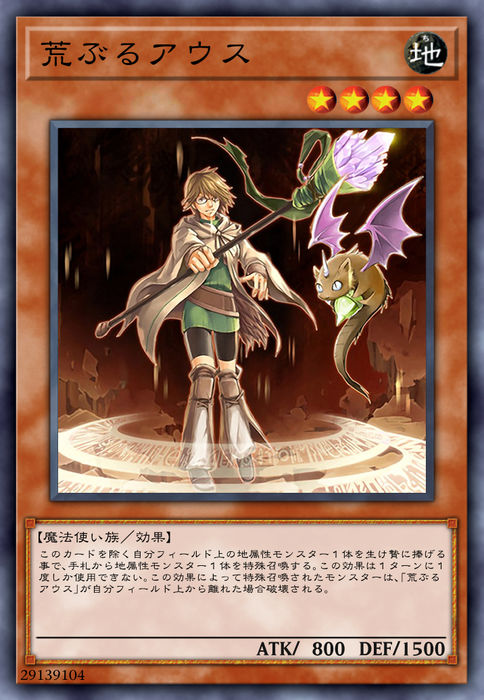 荒ぶるアウス
ち
地
【魔法使い族／効果】
このカードを除く自分フィールド上の地属性モンスター１体を生け贄に捧げる
事で、手札から地属性モンスター１体を特殊召喚する。この効果は１ターンに１
度しか使用できない。この効果によって特殊召喚されたモンスターは、「荒ぶる
アウス」が自分フィールド上から離れた場合破壊される。
ATK/ 800 DEF/1500
29139104